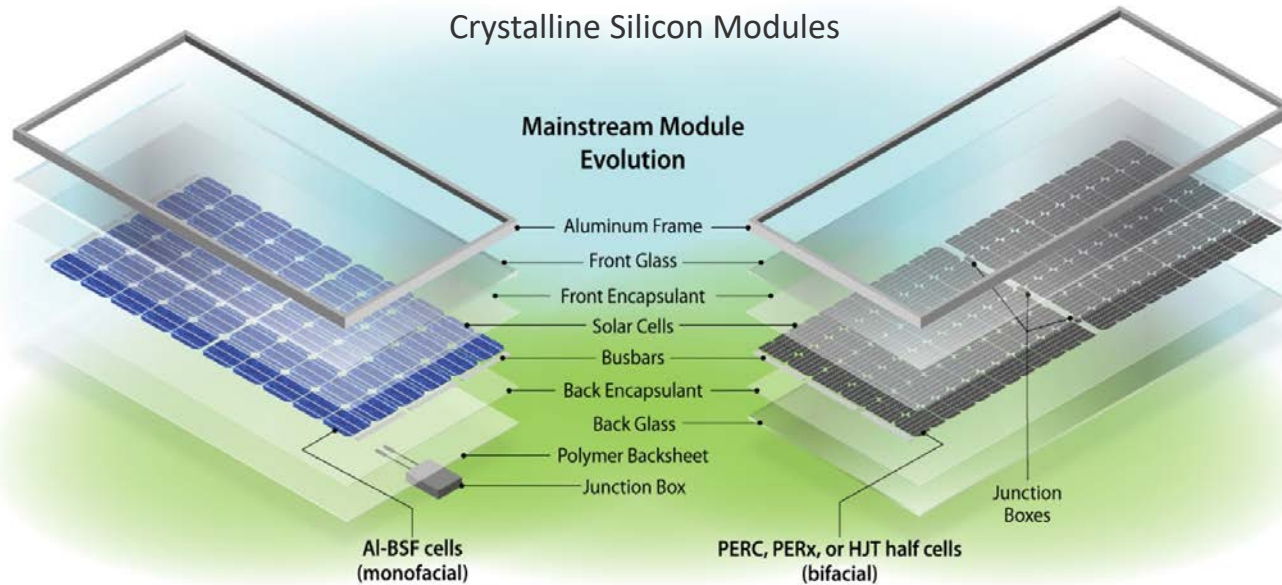 Crystalline Silicon Modules
Mainstream Module
Evolution
Aluminum Frame
Front Glass
Front Encapsulant
Solar Cells
Busbars
Back Encapsulant
Back Glass
Polymer Backsheet
Junction Box
Junction
Boxes
Al-BSF cells
(monofacial)
PERC, PERx, or HJT half cells
(bifacial)